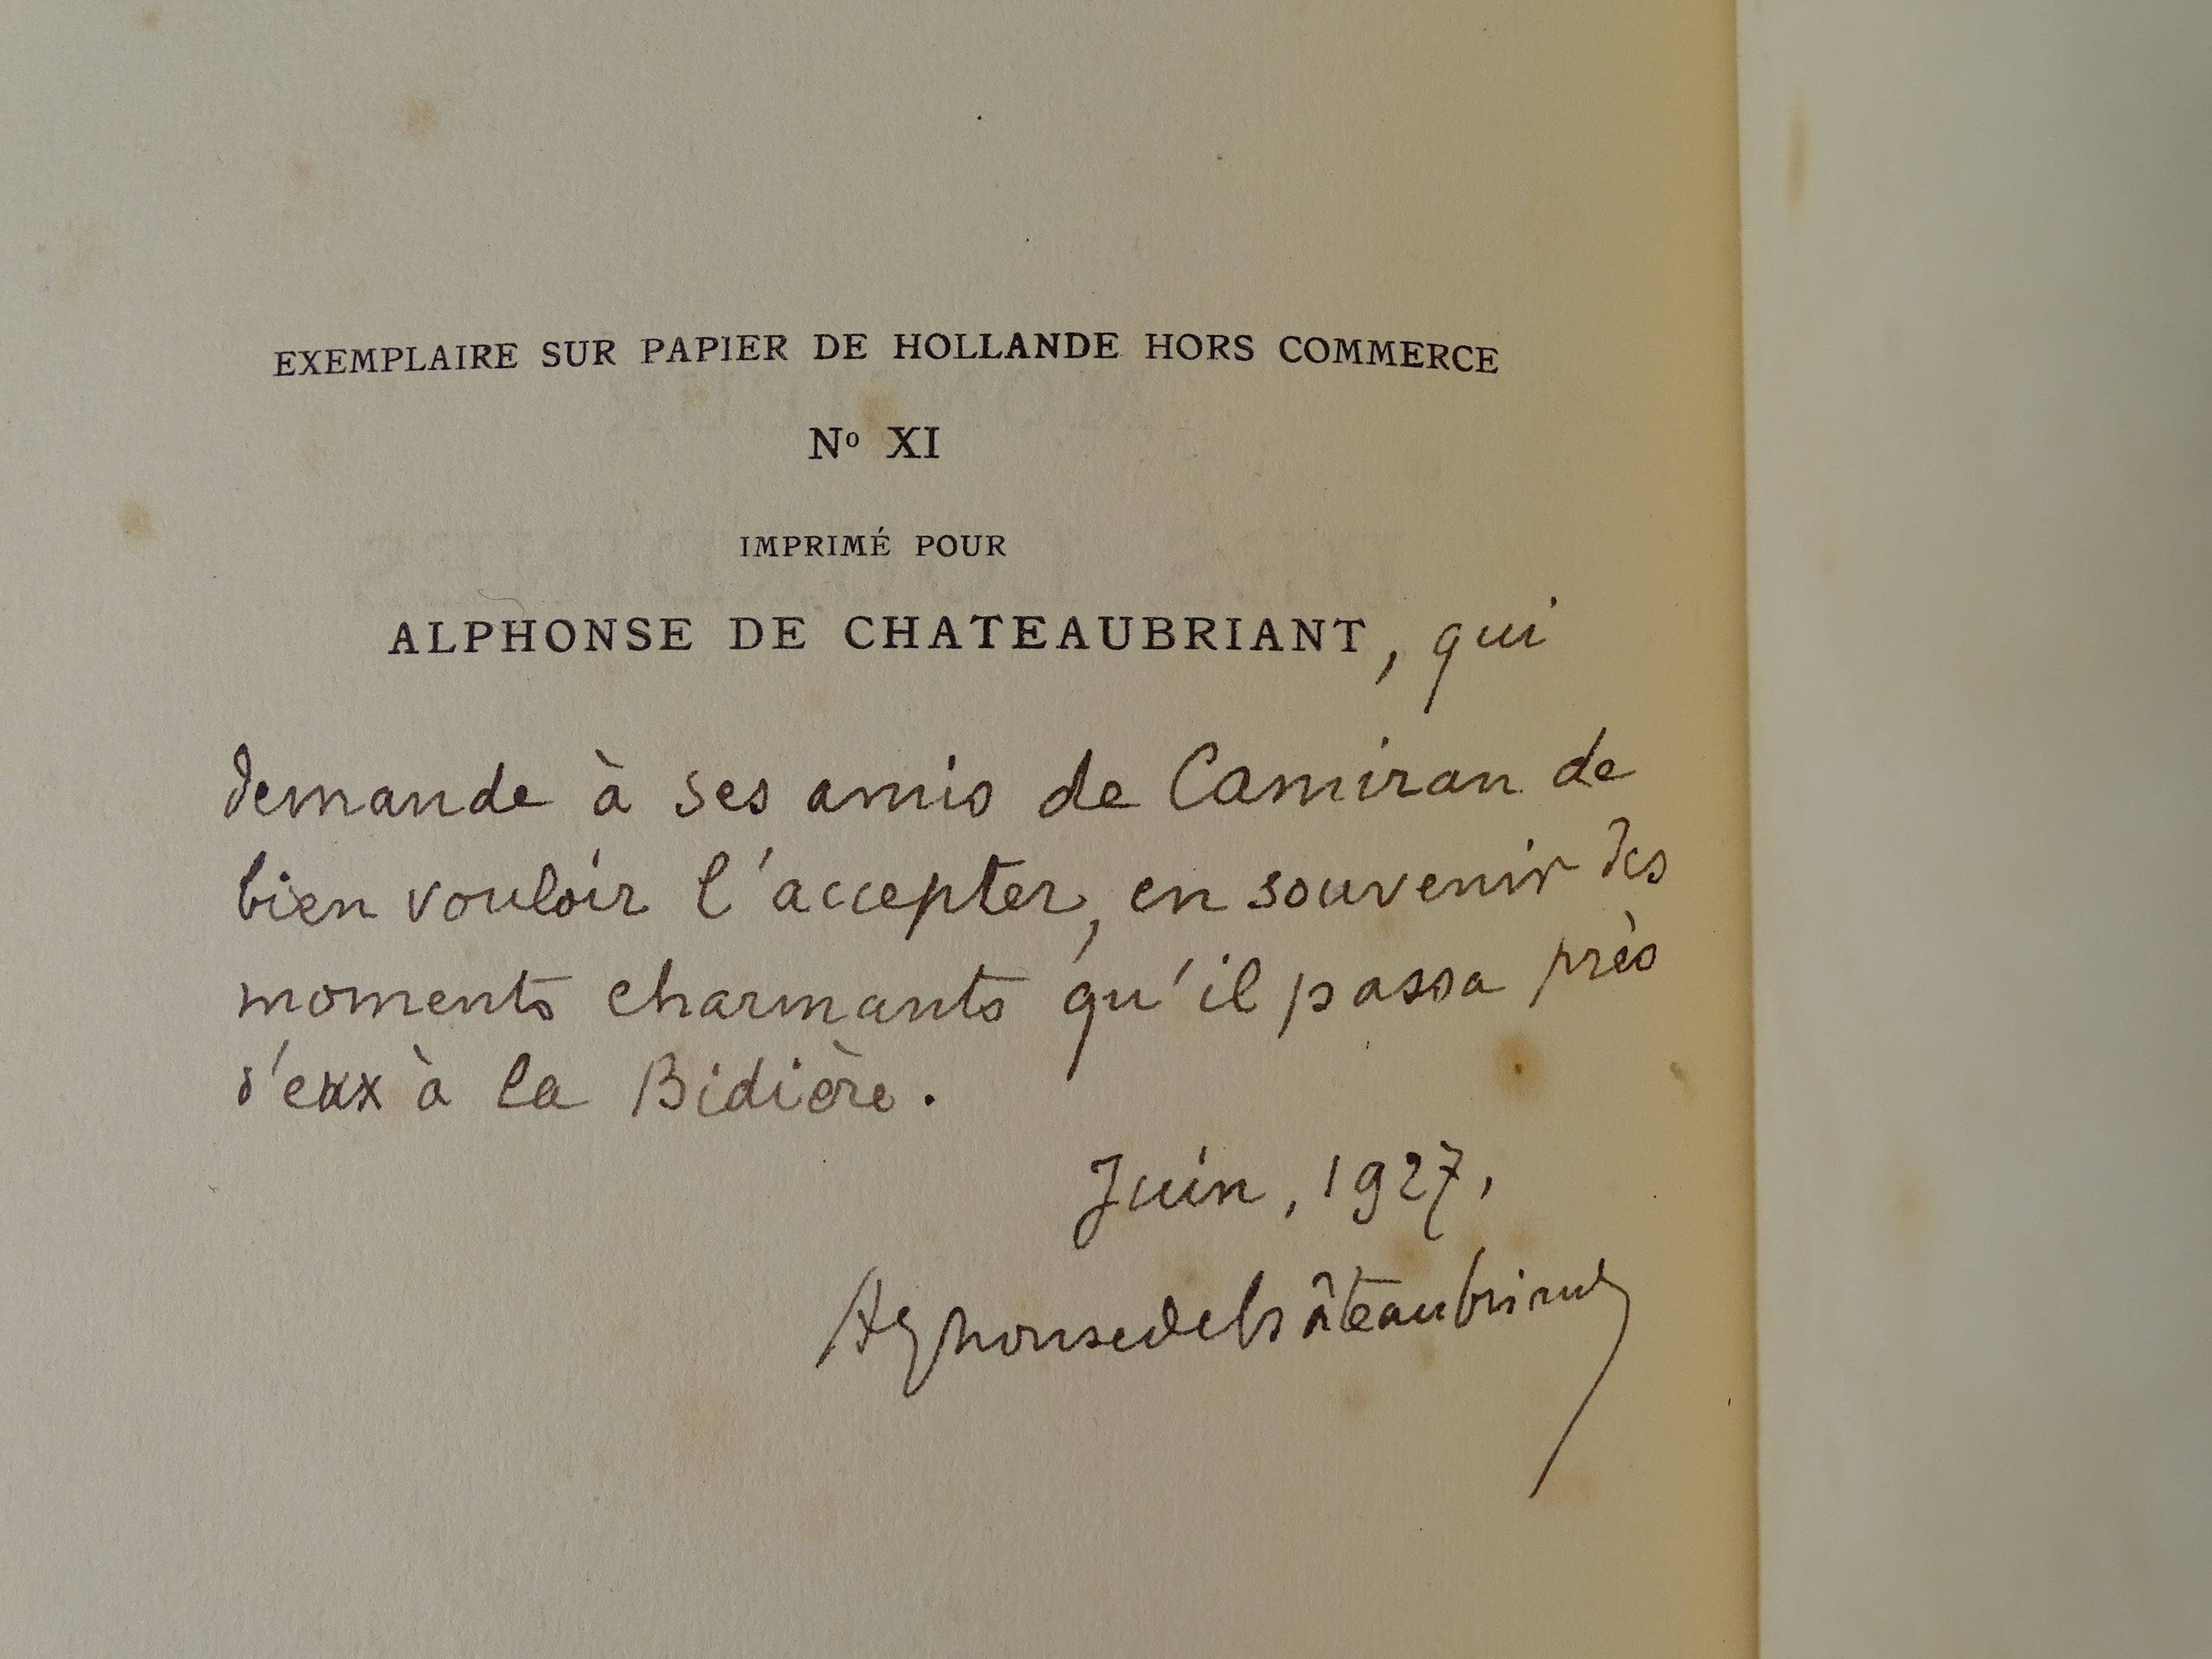 EXEMPLAIRE SUR PAPIER DE HOLLANDE HORS COMMERCE
Nº XI
IMPRIMÉ POUR
ALPHONSE DE CHATEAUBRIANT, qui
demande à ses amis de Camiran de
bien vouloir l'accepter, en souvenir des
moments charmants qu'il passa près
d'eux à la Bidière.
Juin, 1927,
Alphonse de Châteaubriant